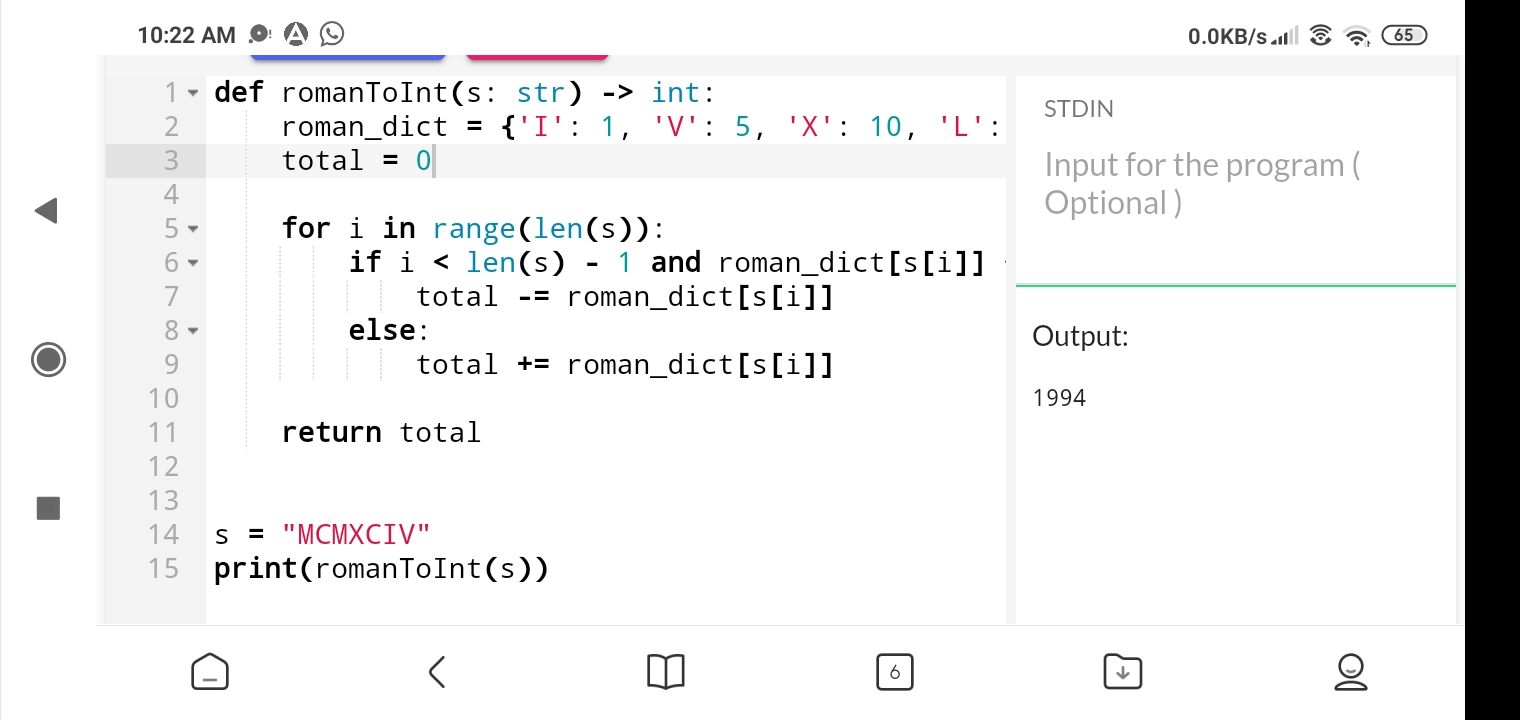 10:22 AM
0.0KB/s
65
1 def romanToInt(s: str) -> int:
2 roman_dict = {'I': 1, 'V': 5, 'X': 10, 'L':
3 total = 0
4
5 for i in range(len(s)):
6 if i < len(s) - 1 and roman_dict[s[i]]
7 total -= roman_dict[s[i]]
8 else:
9 total += roman_dict[s[i]]
10
11 return total
12
13
14 s = "MCMXCIV"
15 print(romanToInt(s))
STDIN
Input for the program (
Optional )
Output:
1994
6